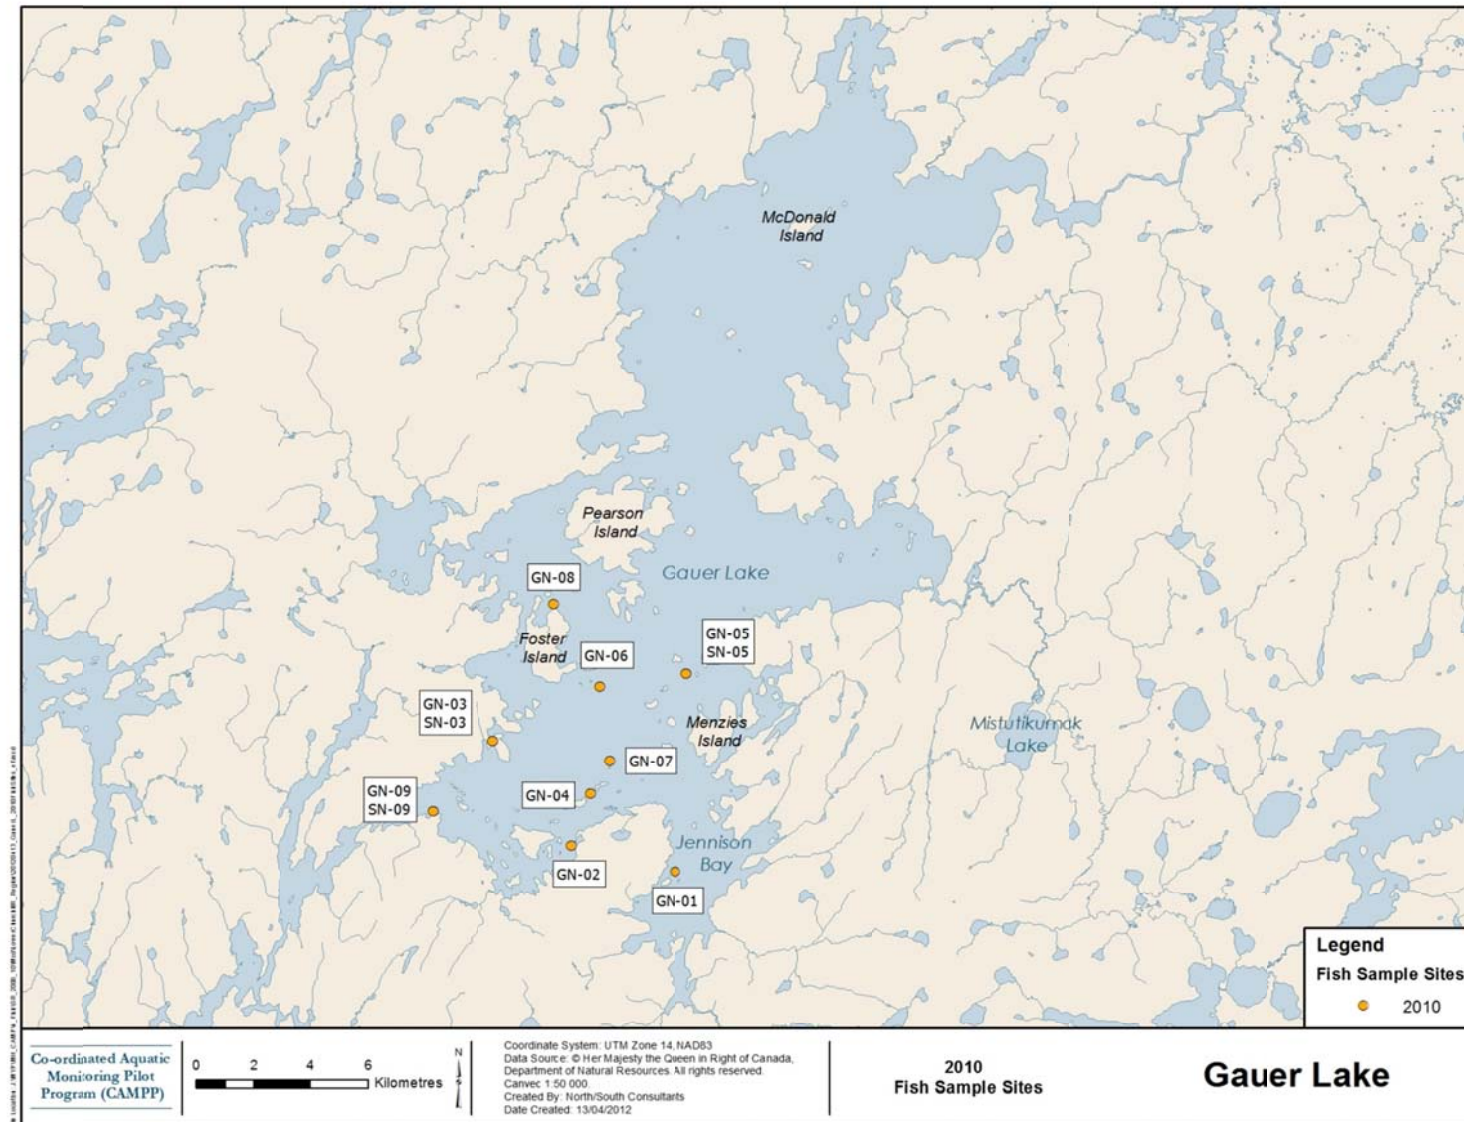 McDonald
Island
Pearson
Island
Gauer Lake
GN-08
Foster
Island
GN-06
GN-05
SN-05
GN-03
SN-03
Menzies
Island
Mistutikumak
Lake
GN-07
GN-09
SN-09
GN-04
Jennison
Bay
GN-02
GN-01
Legend
Fish Sample Sites
2010
Co-ordinated Aquatic
Monitoring Pilot
Program (CAMPP)
0 2 4 6
Kilometres
N
Coordinate System: UTM Zone 14, NAD83
Data Source: © Her Majesty the Queen in Right of Canada,
Department of Natural Resources. All rights reserved.
Canvec 1:50 000.
Created By: North/South Consultants
Date Created: 13/04/2012
2010
Fish Sample Sites
Gauer Lake